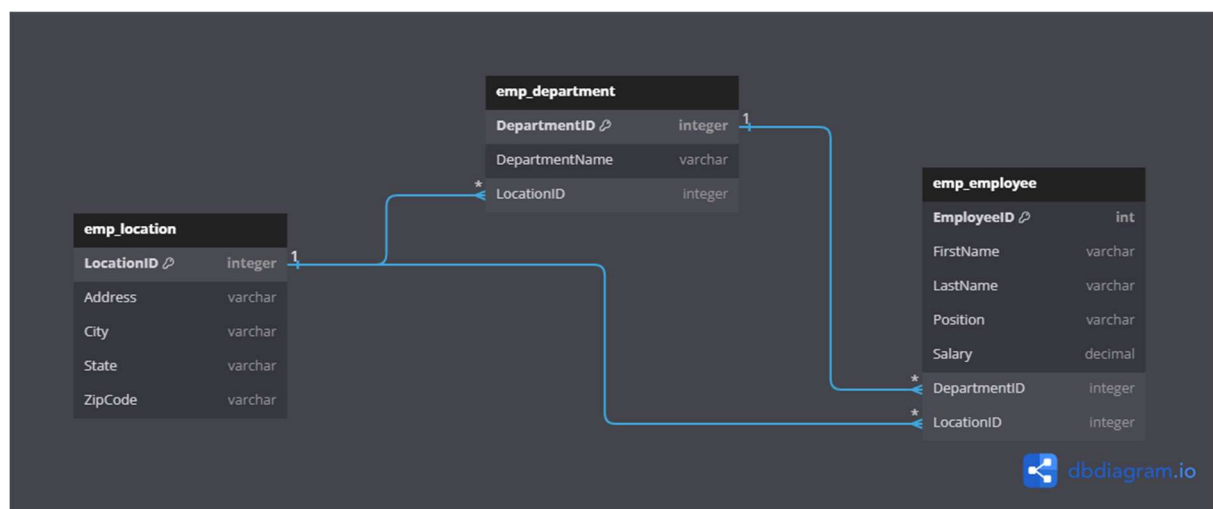 emp_department
DepartmentID integer 1
DepartmentName varchar
* LocationID integer
emp_location
LocationID integer 1
Address varchar
City varchar
State varchar
ZipCode varchar
emp_employee
EmployeeID int
FirstName varchar
LastName varchar
Position varchar
Salary decimal
* DepartmentID integer
* LocationID integer
dbdiagram.io